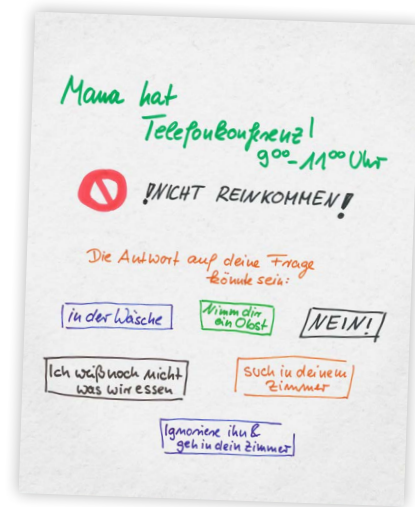 Mama hat
Telefonkonferenz!
9⁰⁰-11⁰⁰ Uhr
!NICHT REINKOMMEN!
Die Antwort auf deine Frage
könnte sein:
in der Wäsche
Nimm dir
ein Obst
NEIN!
Ich weiß noch nicht
was wir essen
such in deinem
Zimmer
Ignoriere ihn &
geh in dein Zimmer